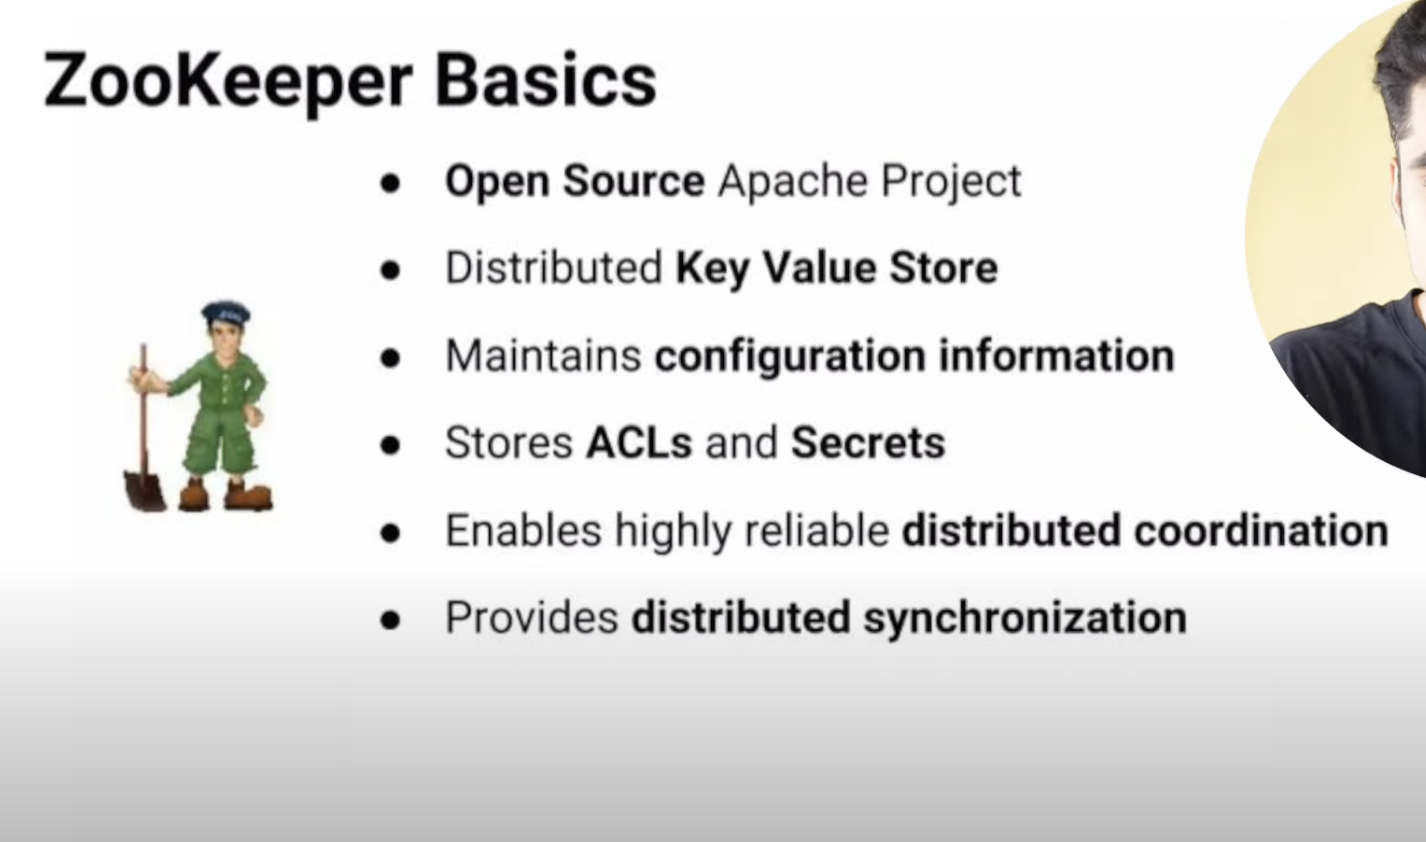 ZooKeeper Basics
● Open Source Apache Project
● Distributed Key Value Store
● Maintains configuration information
● Stores ACLs and Secrets
● Enables highly reliable distributed coordination
● Provides distributed synchronization